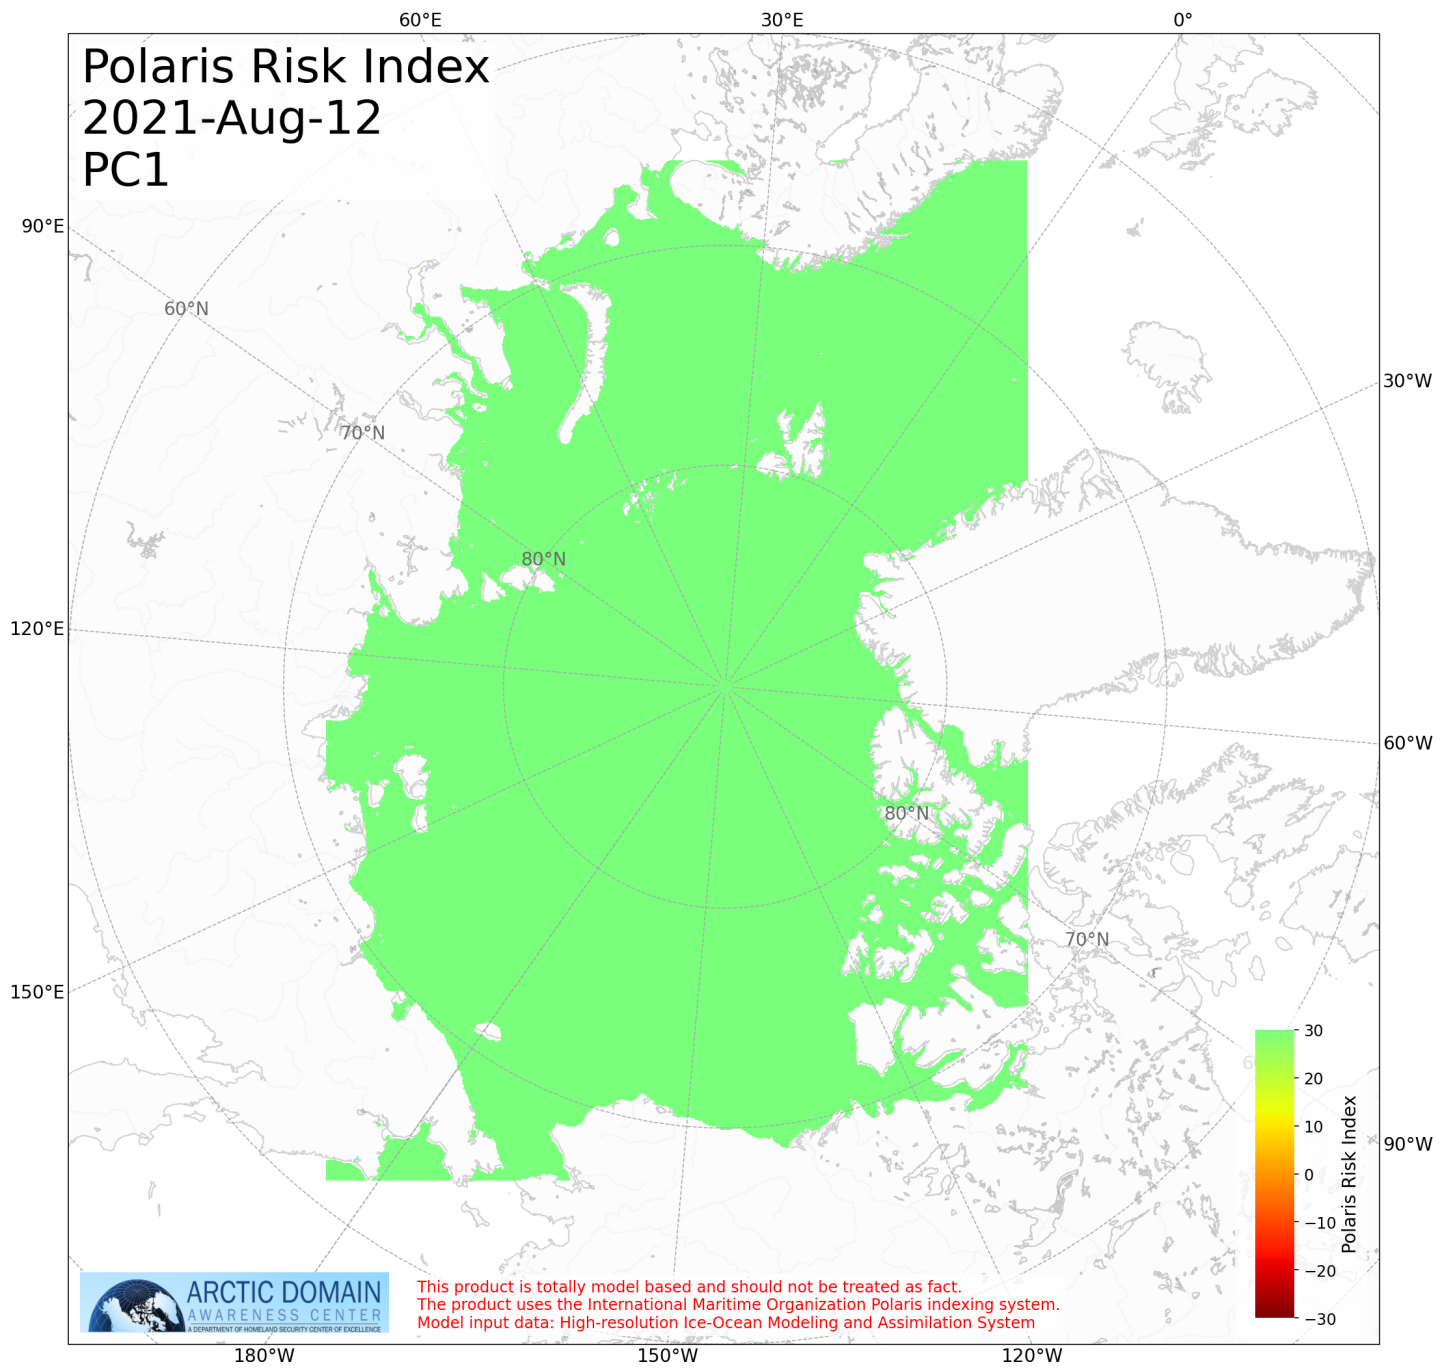 60°E 30°E 0°
Polaris Risk Index
2021-Aug-12
PC1
90°E
60°N
30°W
70°N
80°N
120°E
60°W
80°N
70°N
150°E
30
20
10
0
−10
−20
−30
Polaris Risk Index
90°W
ARCTIC DOMAIN
AWARENESS CENTER
A DEPARTMENT OF HOMELAND SECURITY CENTER OF EXCELLENCE
This product is totally model based and should not be treated as fact.
The product uses the International Maritime Organization Polaris indexing system.
Model input data: High-resolution Ice-Ocean Modeling and Assimilation System
180°W 150°W 120°W